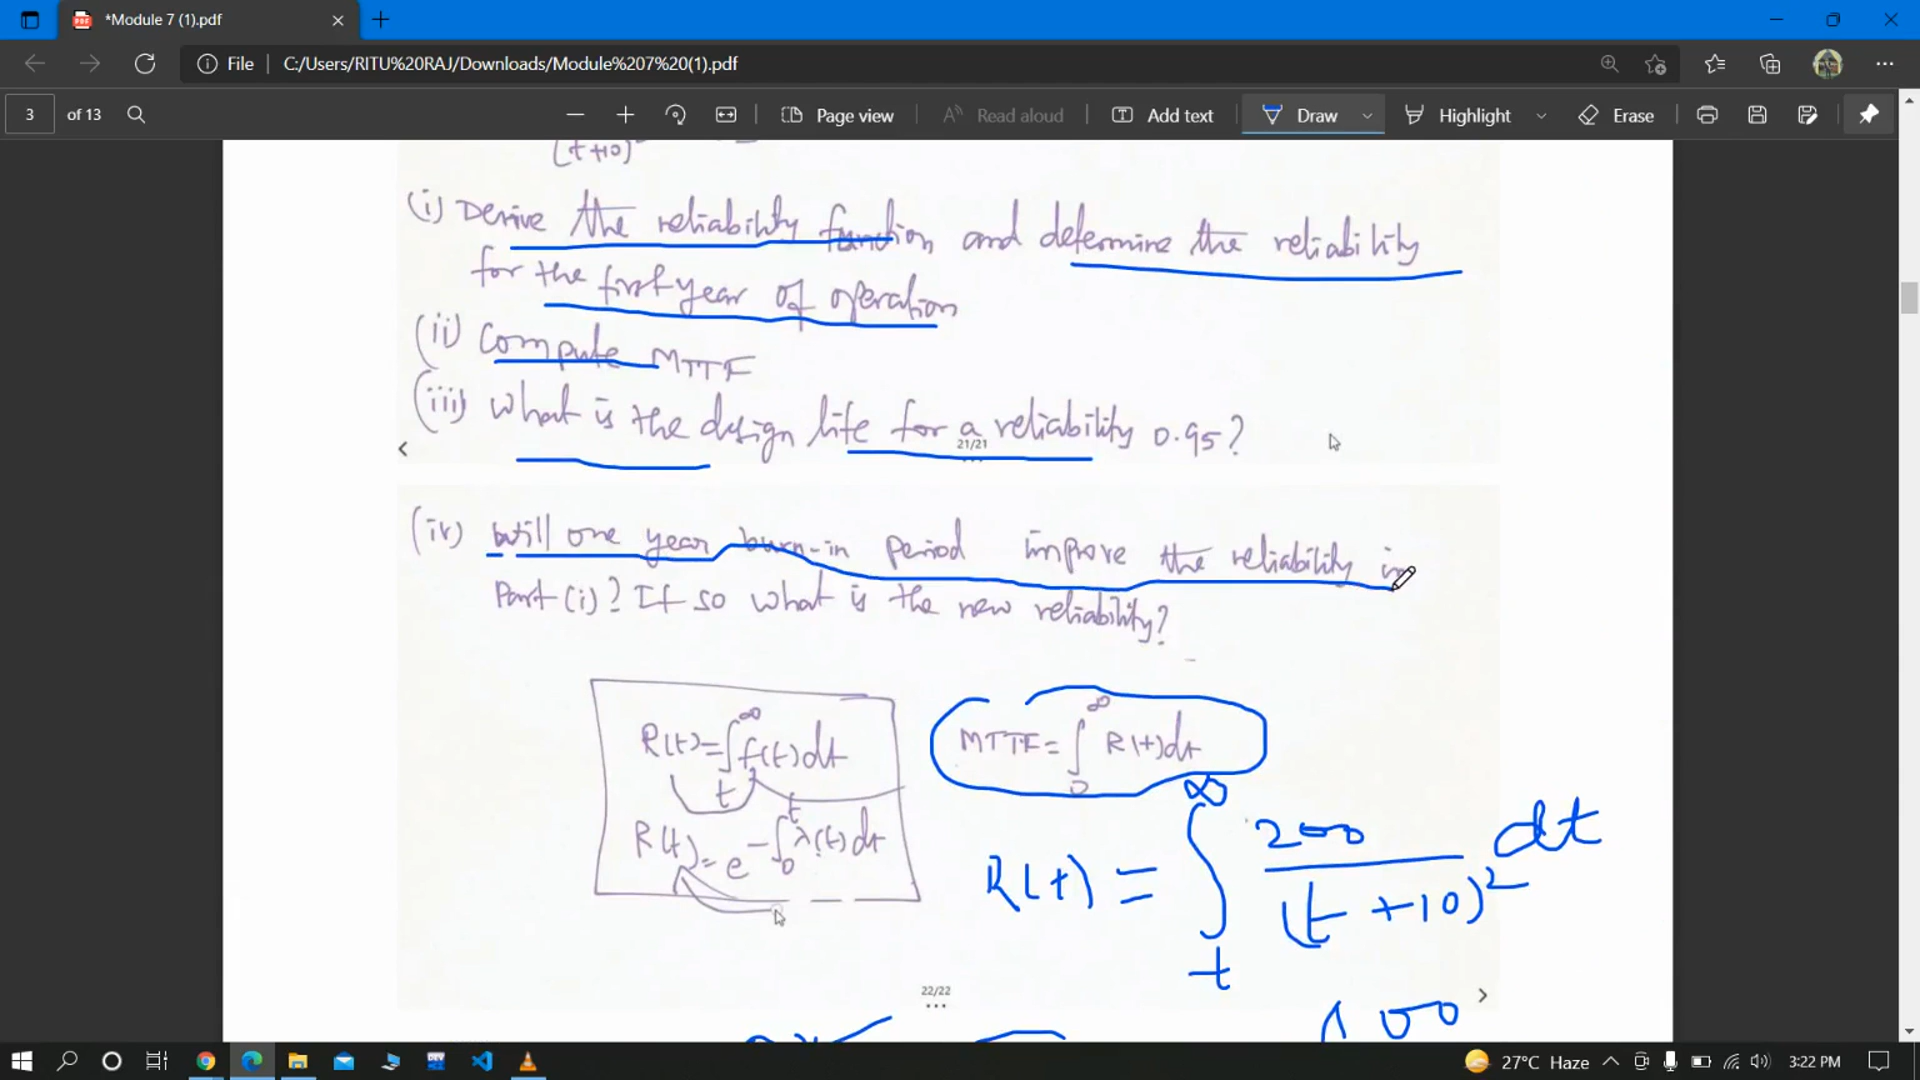 *Module 7 (1).pdf
File C:/Users/RITU%20RAJ/Downloads/Module%207%20(1).pdf
3 of 13 Page view Read aloud Add text Draw Highlight Erase
(t+10)
(i) Derive the reliability function and determine the reliability
for the first year of operation
(ii) Compute MTTF
(iii) What is the design life for a reliability 0.95?
21/21
(iv) Will one year burn-in period improve the reliability in
Part (i)? If so what is the new reliability?
R(t)=∫ₜ^∞ f(t)dt
MTTF=∫₀^∞ R(t)dt
R(t)=e^-∫₀^t λ(t)dt
R(t) = ∫ₜ^∞ 200/(t+10)² dt
22/22
27°C Haze 3:22 PM